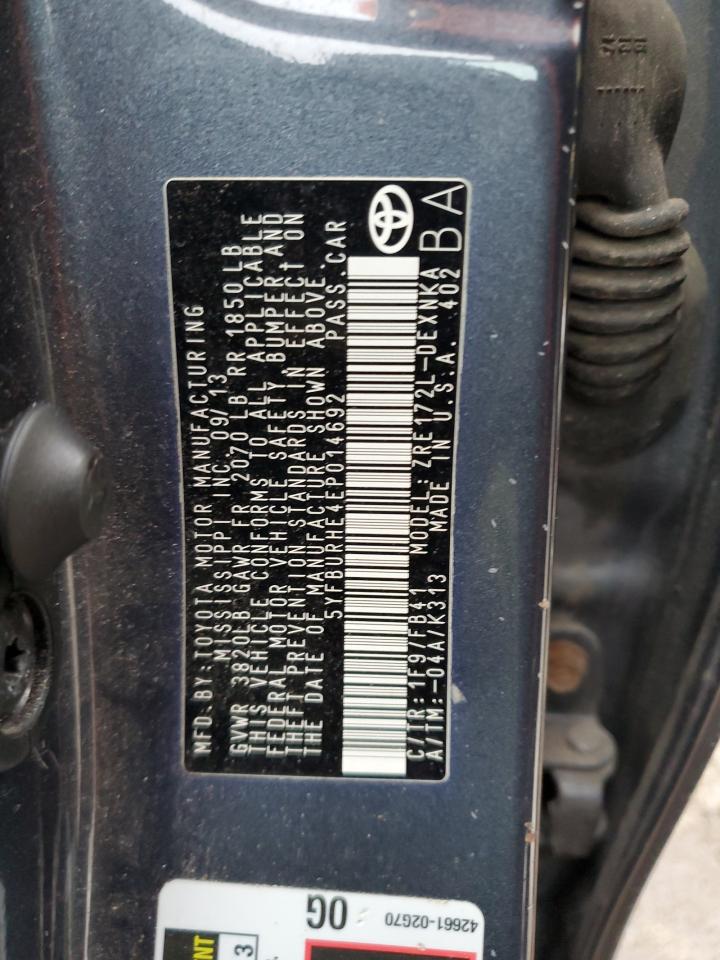 MFD.BY:TOYOTA MOTOR MANUFACTURING
MISSISSIPPI INC. 09/13
GVWR 3820LB GAWR FR 2070 LB RR 1850 LB
THIS VEHICLE CONFORMS TO ALL APPLICABLE
FEDERAL MOTOR VEHICLE SAFETY, BUMPER AND
THEFT PREVENTION STANDARDS IN EFFECT ON
THE DATE OF MANUFACTURE SHOWN ABOVE.
5YFBURHE4EP014692 PASS. CAR
C/TR: 1F9/FB41 MODEL: ZRE172L-DEXNKA
A/TM:-04A/K313 MADE IN U.S.A. 402
BA
0G
42661-02G70
3